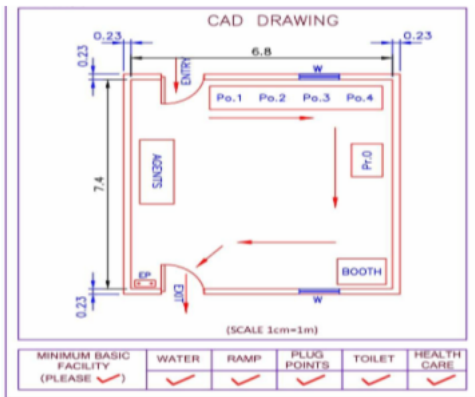 CAD DRAWING
0.23
0.23
6.8
0.23
ENTRY
W
Po.1 Po.2 Po.3 Po.4
AGENTS
Pr.0
7.4
EP
BOOTH
0.23
EXIT
W
(SCALE 1cm=1m)
MINIMUM BASIC
FACILITY
(PLEASE ✓)
WATER
RAMP
PLUG
POINTS
TOILET
HEALTH
CARE
✓ ✓ ✓ ✓ ✓